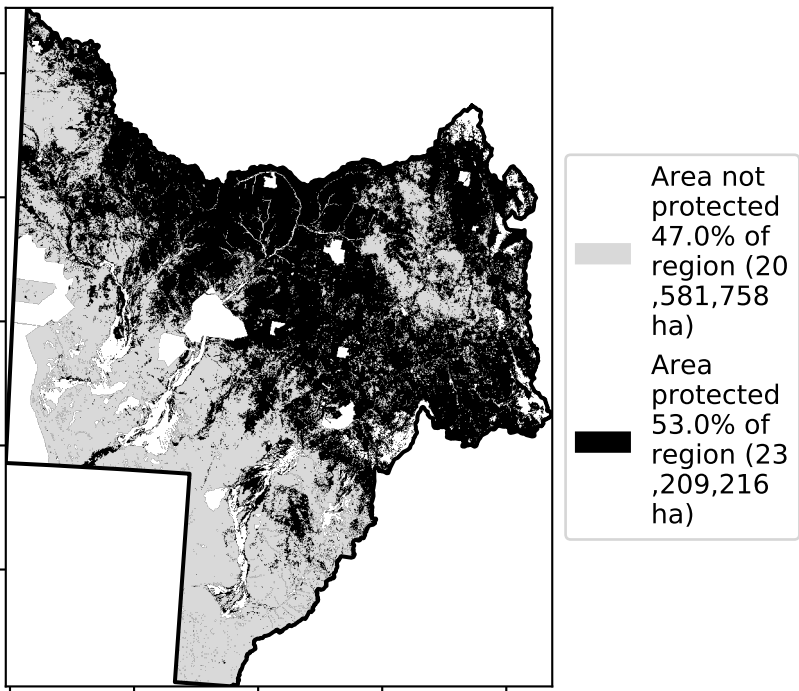 Area not
protected
47.0% of
region (20
,581,758
ha)
Area
protected
53.0% of
region (23
,209,216
ha)